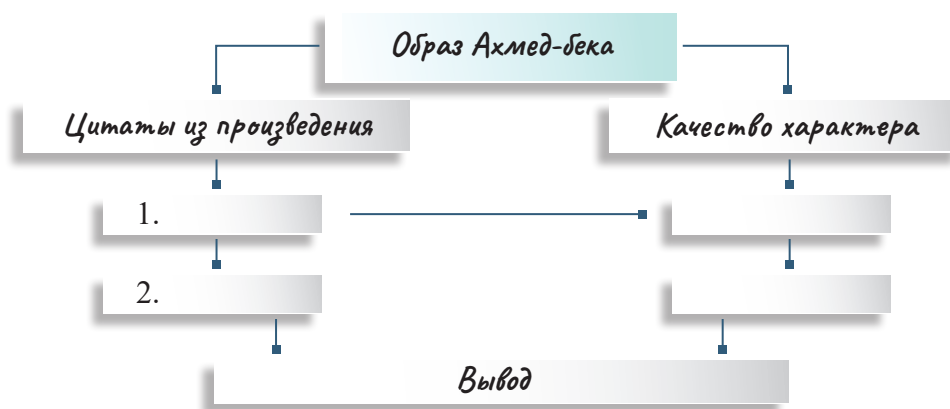 Образ Ахмед-бека
Цитаты из произведения
Качество характера
1.
2.
Вывод